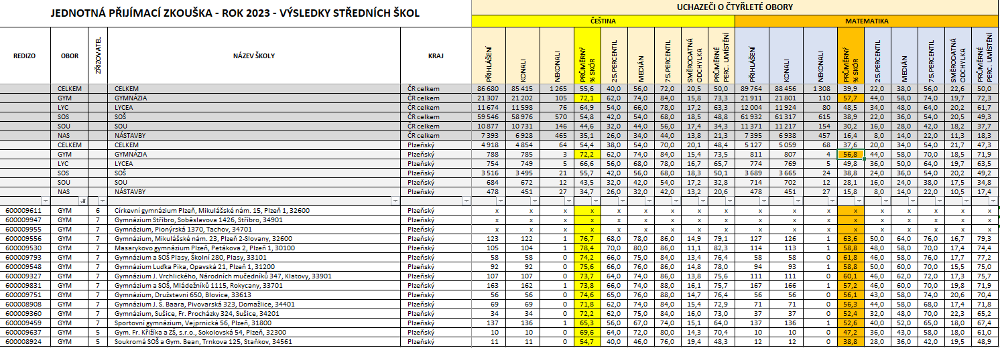 JEDNOTNÁ PŘIJÍMACÍ ZKOUŠKA - ROK 2023 - VÝSLEDKY STŘEDNÍCH ŠKOL
UCHAZEČI O ČTYŘLETÉ OBORY
ČEŠTINA MATEMATIKA
REDIZO OBOR ZŘIZOVATEL NÁZEV ŠKOLY KRAJ PŘIHLÁŠENÍ KONALI NEKONALI PRŮMĚRNÝ % SKÓR 25.PERCENTIL MEDIÁN 75.PERCENTIL SMĚRODATNÁ ODCHYLKA PRŮMĚRNÉ PERC. UMÍSTĚNÍ PŘIHLÁŠENÍ KONALI NEKONALI PRŮMĚRNÝ % SKÓR 25.PERCENTIL MEDIÁN 75.PERCENTIL SMĚRODATNÁ ODCHYLKA PRŮMĚRNÉ PERC. UMÍSTĚNÍ
CELKEM CELKEM ČR celkem 86 680 85 415 1 265 55,6 40,0 56,0 72,0 20,5 50,0 89 764 88 456 1 308 39,9 22,0 38,0 56,0 22,6 50,0
GYM GYMNÁZIA ČR celkem 21 307 21 202 105 72,1 62,0 74,0 84,0 15,8 73,3 21 911 21 801 110 57,7 44,0 58,0 74,0 19,7 72,3
LYC LYCEA ČR celkem 11 674 11 598 76 64,9 54,0 66,0 78,0 17,2 63,3 12 004 11 924 80 48,5 34,0 48,0 64,0 20,2 61,7
SOS SOŠ ČR celkem 59 546 58 976 570 54,8 42,0 54,0 68,0 18,5 48,8 61 932 61 317 615 38,9 22,0 36,0 54,0 20,5 49,3
SOU SOU ČR celkem 10 877 10 731 146 44,6 32,0 44,0 56,0 17,4 34,3 11 371 11 217 154 30,2 16,0 28,0 42,0 18,2 37,7
NAS NÁSTAVBY ČR celkem 7 393 6 928 465 35,1 26,0 34,0 44,0 13,8 21,3 7 395 6 938 457 16,4 8,0 14,0 22,0 11,3 18,3
CELKEM CELKEM Plzeňský 4 918 4 854 64 54,4 38,0 54,0 70,0 20,1 48,4 5 127 5 059 68 37,6 20,0 34,0 54,0 21,7 47,3
GYM GYMNÁZIA Plzeňský 788 785 3 72,2 62,0 74,0 84,0 15,4 73,5 811 807 4 56,8 44,0 58,0 70,0 18,5 71,9
LYC LYCEA Plzeňský 754 749 5 66,6 56,0 68,0 78,0 16,7 65,7 774 769 5 49,8 36,0 50,0 64,0 19,7 63,5
SOS SOŠ Plzeňský 3 516 3 495 21 55,7 42,0 56,0 68,0 18,3 50,1 3 689 3 665 24 38,8 24,0 36,0 54,0 20,2 49,2
SOU SOU Plzeňský 684 672 12 43,5 32,0 42,0 54,0 17,2 32,8 714 702 12 28,1 16,0 24,0 38,0 17,5 34,8
NAS NÁSTAVBY Plzeňský 478 451 27 34,7 26,0 32,0 42,0 13,2 20,6 478 451 27 15,8 8,0 14,0 22,0 10,5 17,4
600009611 GYM 6 Církevní gymnázium Plzeň, Mikulášské nám. 15, Plzeň 1, 32600 Plzeňský x x x x x x x x x x x x x x x x x x
600009947 GYM 7 Gymnázium Stříbro, Soběslavova 1426, Stříbro, 34901 Plzeňský x x x x x x x x x x x x x x x x x x
600009955 GYM 7 Gymnázium, Pionýrská 1370, Tachov, 34701 Plzeňský x x x x x x x x x x x x x x x x x x
600009556 GYM 7 Gymnázium, Mikulášské nám. 23, Plzeň 2-Slovany, 32600 Plzeňský 123 122 1 76,7 68,0 78,0 86,0 14,9 79,1 127 126 1 63,6 50,0 64,0 76,0 16,7 79,3
600009530 GYM 7 Masarykovo gymnázium Plzeň, Petákova 2, Plzeň 1, 30100 Plzeňský 105 104 1 78,4 70,0 80,0 86,0 11,1 82,3 114 113 1 58,8 48,0 58,0 70,0 17,4 74,4
600009793 GYM 7 Gymnázium a SOŠ Plasy, Školní 280, Plasy, 33101 Plzeňský 58 58 0 74,2 66,0 75,0 84,0 13,4 76,4 58 58 0 61,8 46,0 58,0 76,0 17,7 77,2
600009548 GYM 7 Gymnázium Luďka Pika, Opavská 21, Plzeň 1, 31200 Plzeňský 92 92 0 75,6 66,0 76,0 86,0 14,8 78,0 94 93 1 58,8 50,0 60,0 70,0 15,5 75,0
600009327 GYM 7 Gymnázium J. Vrchlického, Národních mučedníků 347, Klatovy, 33901 Plzeňský 107 107 0 73,7 64,0 74,0 86,0 13,8 75,6 111 111 0 60,1 46,0 62,0 72,0 17,3 75,7
600009831 GYM 7 Gymnázium a SOŠ, Mládežníků 1115, Rokycany, 33701 Plzeňský 163 162 1 73,8 66,0 74,0 88,0 16,1 75,7 167 166 1 57,2 46,0 60,0 70,0 19,8 71,9
600009751 GYM 7 Gymnázium, Družstevní 650, Blovice, 33613 Plzeňský 56 56 0 74,6 65,0 76,0 88,0 14,7 76,4 56 56 0 56,1 43,0 58,0 74,0 20,6 70,4
600008908 GYM 7 Gymnázium J. Š. Baara, Pivovarská 323, Domažlice, 34401 Plzeňský 69 69 0 71,8 62,0 74,0 84,0 15,4 72,9 71 71 0 56,3 44,0 58,0 68,0 17,4 71,8
600009360 GYM 7 Gymnázium, Sušice, Fr. Procházky 324, Sušice, 34201 Plzeňský 34 34 0 72,2 62,0 75,0 84,0 16,0 73,0 37 37 0 52,4 32,0 48,0 70,0 22,3 65,2
600009459 GYM 7 Sportovní gymnázium, Vejprnická 56, Plzeň, 31800 Plzeňský 137 136 1 65,3 56,0 67,0 74,0 15,1 64,0 137 136 1 52,6 40,0 52,0 65,0 18,0 67,4
600009637 GYM 5 Gym. Fr. Křižíka a ZŠ, s.r.o., Sokolovská 54, Plzeň, 32300 Plzeňský 10 10 0 69,6 64,0 72,0 80,0 14,3 70,4 10 10 0 47,2 36,0 43,0 58,0 18,0 61,0
600008924 GYM 5 Soukromá SOŠ a Gym. Bean, Trnkova 125, Staňkov, 34561 Plzeňský 11 11 0 54,7 40,0 46,0 76,0 19,4 48,3 12 12 0 38,8 28,0 37,0 52,0 19,5 48,9